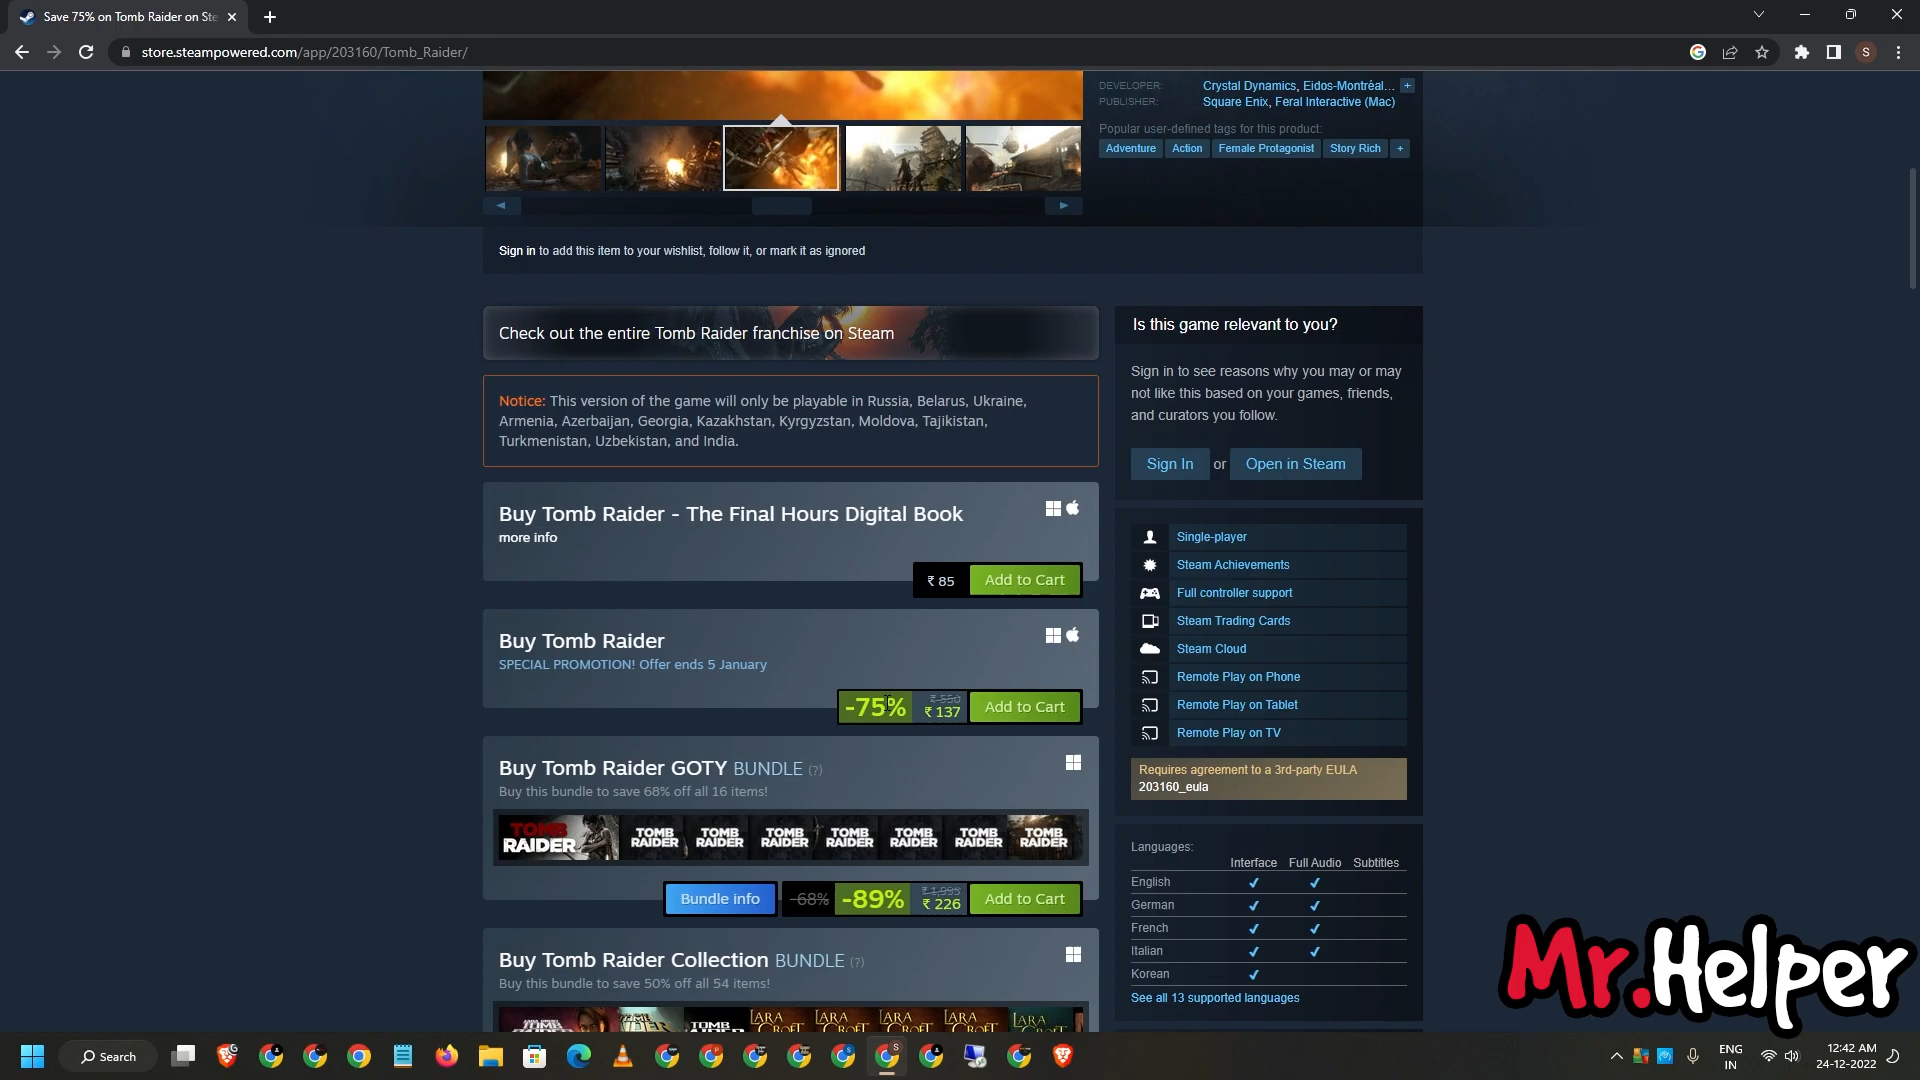 Save 75% on Tomb Raider on Ste
store.steampowered.com/app/203160/Tomb_Raider/
S
DEVELOPER: Crystal Dynamics, Eidos-Montréal... +
PUBLISHER: Square Enix, Feral Interactive (Mac)
Popular user-defined tags for this product:
Adventure Action Female Protagonist Story Rich +
Sign in to add this item to your wishlist, follow it, or mark it as ignored
Check out the entire Tomb Raider franchise on Steam
Notice: This version of the game will only be playable in Russia, Belarus, Ukraine,
Armenia, Azerbaijan, Georgia, Kazakhstan, Kyrgyzstan, Moldova, Tajikistan,
Turkmenistan, Uzbekistan, and India.
Buy Tomb Raider - The Final Hours Digital Book
more info
₹ 85 Add to Cart
Buy Tomb Raider
SPECIAL PROMOTION! Offer ends 5 January
-75% ₹ 550
₹ 137 Add to Cart
Buy Tomb Raider GOTY BUNDLE (?)
Buy this bundle to save 68% off all 16 items!
TOMB RAIDER
TOMB RAIDER
TOMB RAIDER
TOMB RAIDER
TOMB RAIDER
TOMB RAIDER
TOMB RAIDER
TOMB RAIDER
Bundle info -68% -89% ₹ 1,995
₹ 226 Add to Cart
Buy Tomb Raider Collection BUNDLE (?)
Buy this bundle to save 50% off all 54 items!
LARA CROFT
LARA CROFT
LARA CROFT
LARA CROFT
LARA CROFT
Is this game relevant to you?
Sign in to see reasons why you may or may
not like this based on your games, friends,
and curators you follow.
Sign In or Open in Steam
Single-player
Steam Achievements
Full controller support
Steam Trading Cards
Steam Cloud
Remote Play on Phone
Remote Play on Tablet
Remote Play on TV
Requires agreement to a 3rd-party EULA
203160_eula
Languages:
Interface Full Audio Subtitles
English ✔ ✔
German ✔ ✔
French ✔ ✔
Italian ✔ ✔
Korean ✔
See all 13 supported languages
Mr.Helper
Search
ENG
IN
12:42 AM
24-12-2022